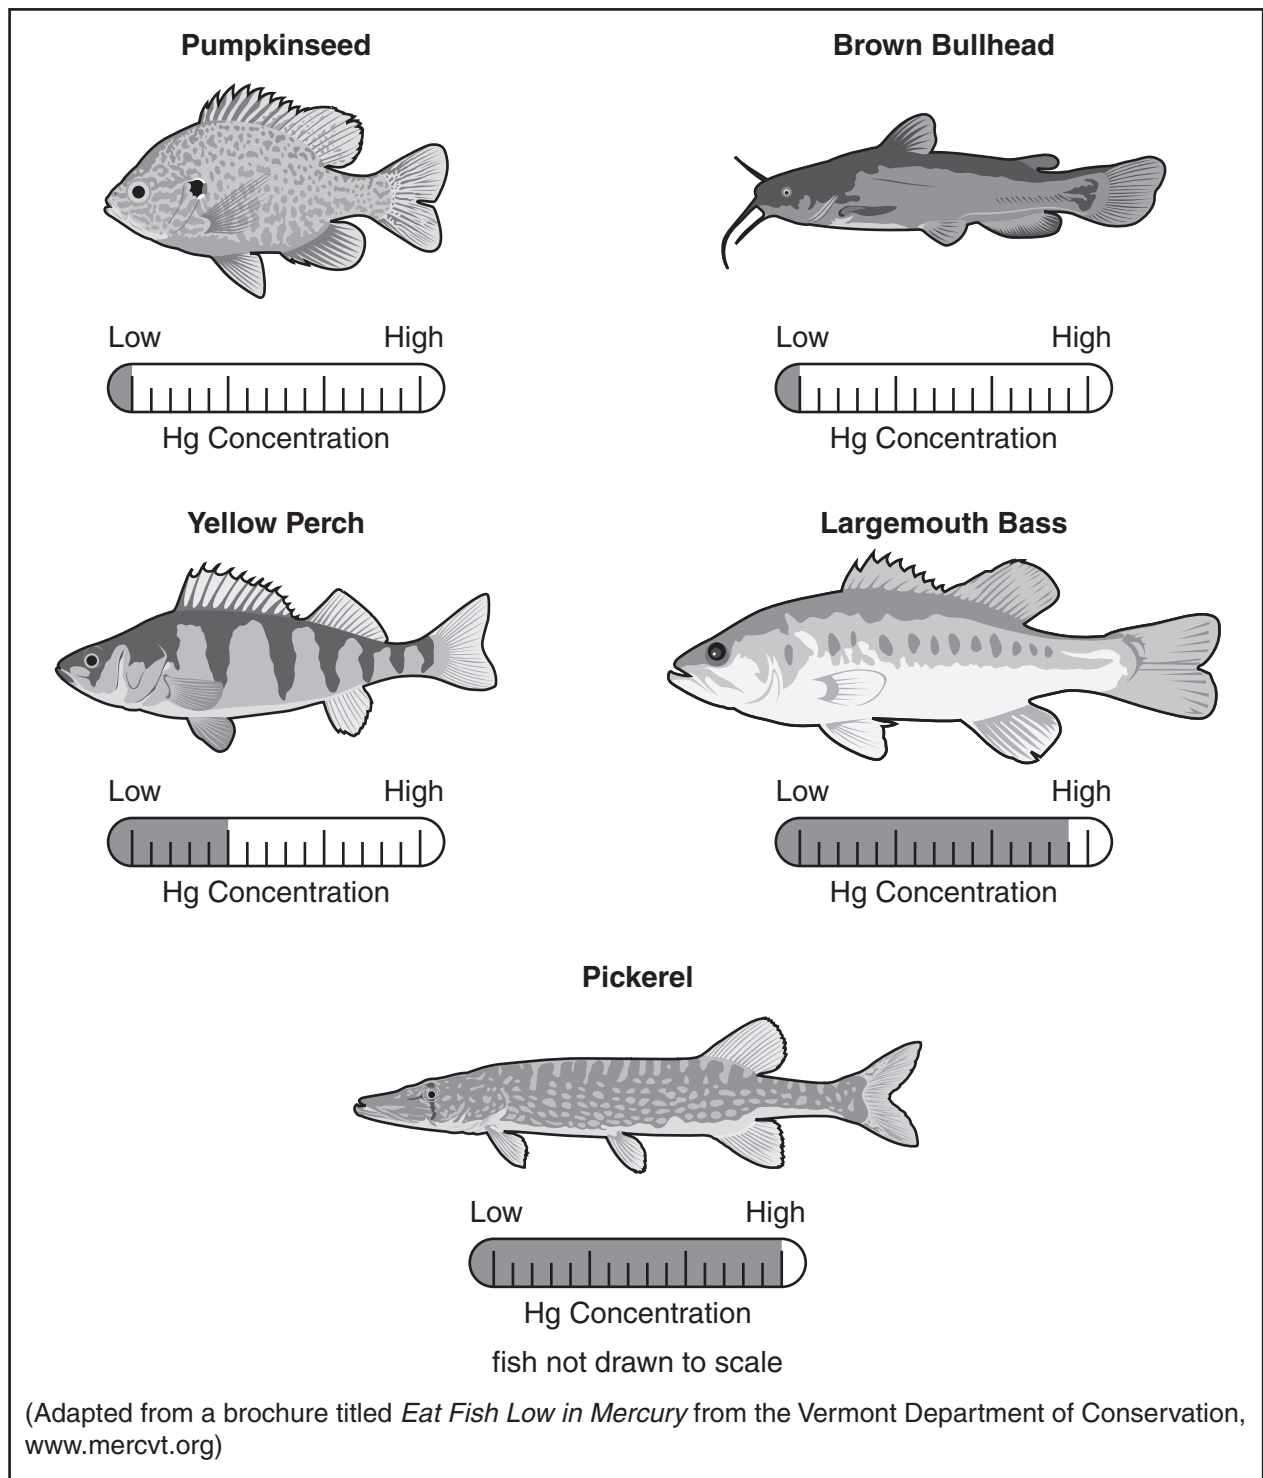 Pumpkinseed
Brown Bullhead
Low High
Hg Concentration
Low High
Hg Concentration
Yellow Perch
Largemouth Bass
Low High
Hg Concentration
Low High
Hg Concentration
Pickerel
Low High
Hg Concentration
fish not drawn to scale
(Adapted from a brochure titled Eat Fish Low in Mercury from the Vermont Department of Conservation,
www.mercvt.org)